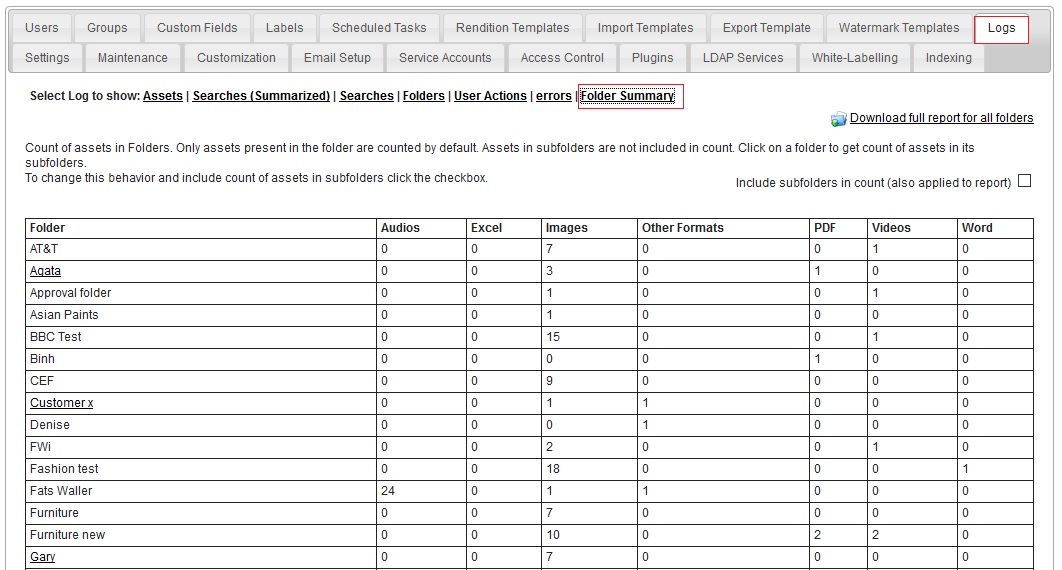 Users Groups Custom Fields Labels Scheduled Tasks Rendition Templates Import Templates Export Template Watermark Templates Logs
Settings Maintenance Customization Email Setup Service Accounts Access Control Plugins LDAP Services White-Labelling Indexing
Select Log to show: Assets | Searches (Summarized) | Searches | Folders | User Actions | errors | Folder Summary
Download full report for all folders
Count of assets in Folders. Only assets present in the folder are counted by default. Assets in subfolders are not included in count. Click on a folder to get count of assets in its
subfolders.
To change this behavior and include count of assets in subfolders click the checkbox.
Include subfolders in count (also applied to report)
Folder Audios Excel Images Other Formats PDF Videos Word
AT&T 0 0 7 0 0 1 0
Agata 0 0 3 0 1 0 0
Approval folder 0 0 1 0 0 1 0
Asian Paints 0 0 1 0 0 0 0
BBC Test 0 0 15 0 0 1 0
Binh 0 0 0 0 1 0 0
CEF 0 0 9 0 0 0 0
Customer x 0 0 1 1 0 0 0
Denise 0 0 0 1 0 0 0
FWi 0 0 2 0 0 1 0
Fashion test 0 0 18 0 0 0 1
Fats Waller 24 0 1 1 0 0 0
Furniture 0 0 7 0 0 0 0
Furniture new 0 0 10 0 2 2 0
Gary 0 0 7 0 0 0 0